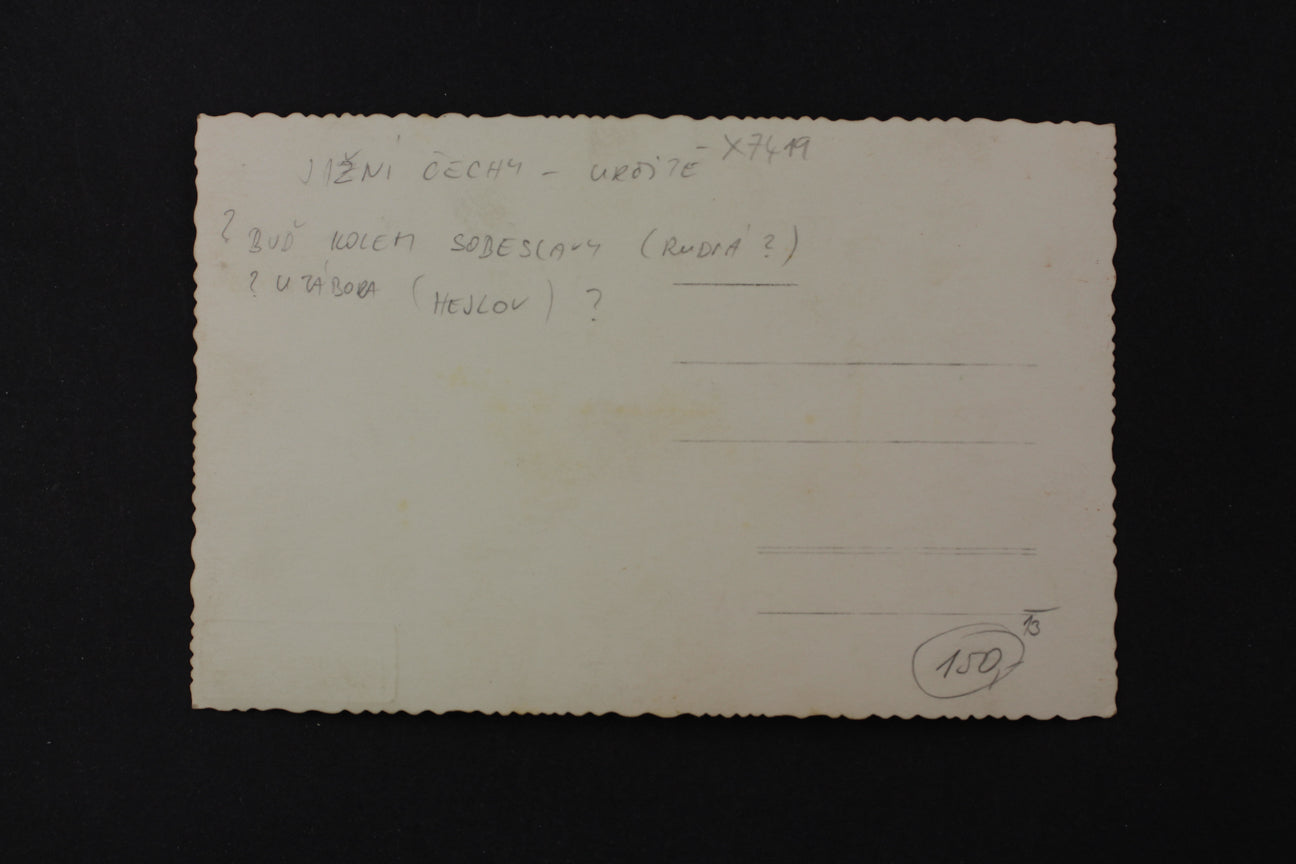 JIŽNÍ ČECHY - URČITĚ - X7419
? BUĎ KOLEM SOBĚSLAVY (RUDNÁ ?)
? U TÁBORA (HEJLOV) ?
13
150,-